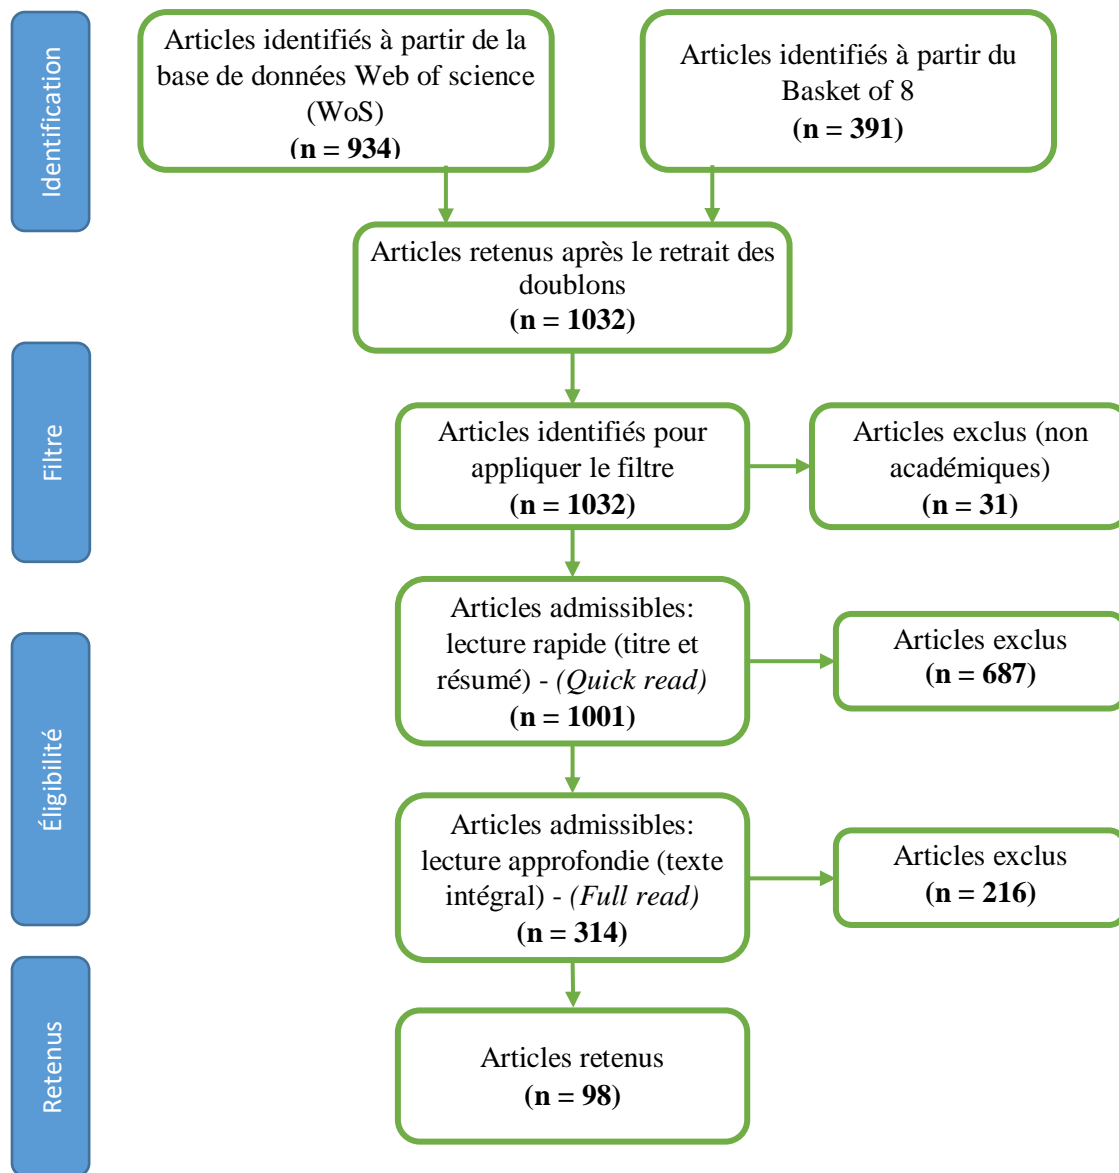 Identification
Articles identifiés à partir de la
base de données Web of science
(WoS)
(n = 934)
Articles identifiés à partir du
Basket of 8
(n = 391)
Articles retenus après le retrait des
doublons
(n = 1032)
Filtre
Articles identifiés pour
appliquer le filtre
(n = 1032)
Articles exclus (non
académiques)
(n = 31)
Éligibilité
Articles admissibles:
lecture rapide (titre et
résumé) - (Quick read)
(n = 1001)
Articles exclus
(n = 687)
Articles admissibles:
lecture approfondie (texte
intégral) - (Full read)
(n = 314)
Articles exclus
(n = 216)
Retenus
Articles retenus
(n = 98)